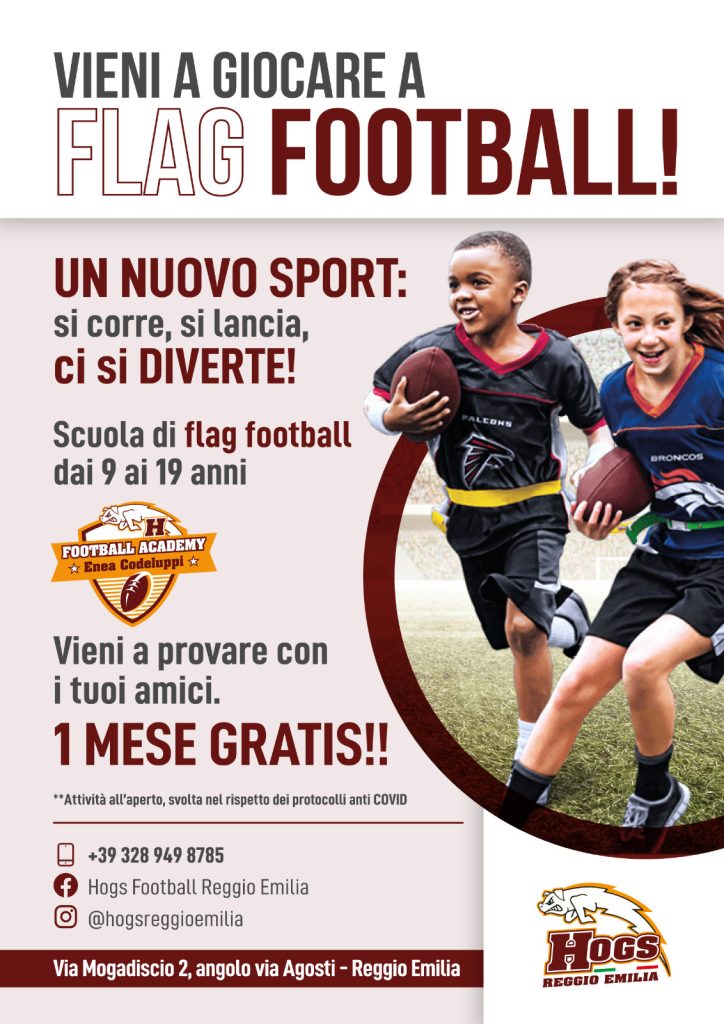 VIENI A GIOCARE A
FLAG FOOTBALL!
UN NUOVO SPORT:
si corre, si lancia,
ci si DIVERTE!
Scuola di flag football
dai 9 ai 19 anni
H
FOOTBALL ACADEMY
Enea Codeluppi
FALCONS
BRONCOS
Vieni a provare con
i tuoi amici.
1 MESE GRATIS!!
**Attività all'aperto, svolta nel rispetto dei protocolli anti COVID
+39 328 949 8785
Hogs Football Reggio Emilia
@hogsreggioemilia
Via Mogadiscio 2, angolo via Agosti - Reggio Emilia
HOGS
REGGIO EMILIA